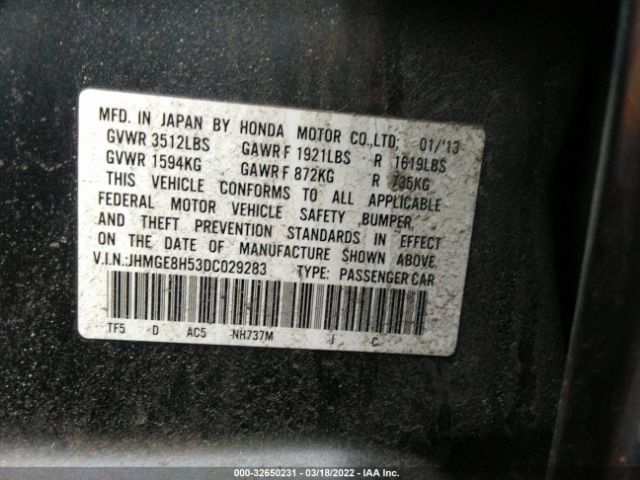 MFD. IN JAPAN BY HONDA MOTOR CO.,LTD; 01/'13
GVWR 3512LBS GAWR F 1921LBS R 1619LBS
GVWR 1594KG GAWR F 872KG R 735KG
THIS VEHICLE CONFORMS TO ALL APPLICABLE
FEDERAL MOTOR VEHICLE SAFETY BUMPER,
AND THEFT PREVENTION STANDARDS IN EFFECT
ON THE DATE OF MANUFACTURE SHOWN ABOVE
V.I.N.:JHMGE8H53DC029283 TYPE: PASSENGER CAR
TF5 D AC5 NH737M I C
000-32650231 - 03/18/2022 - IAA Inc.